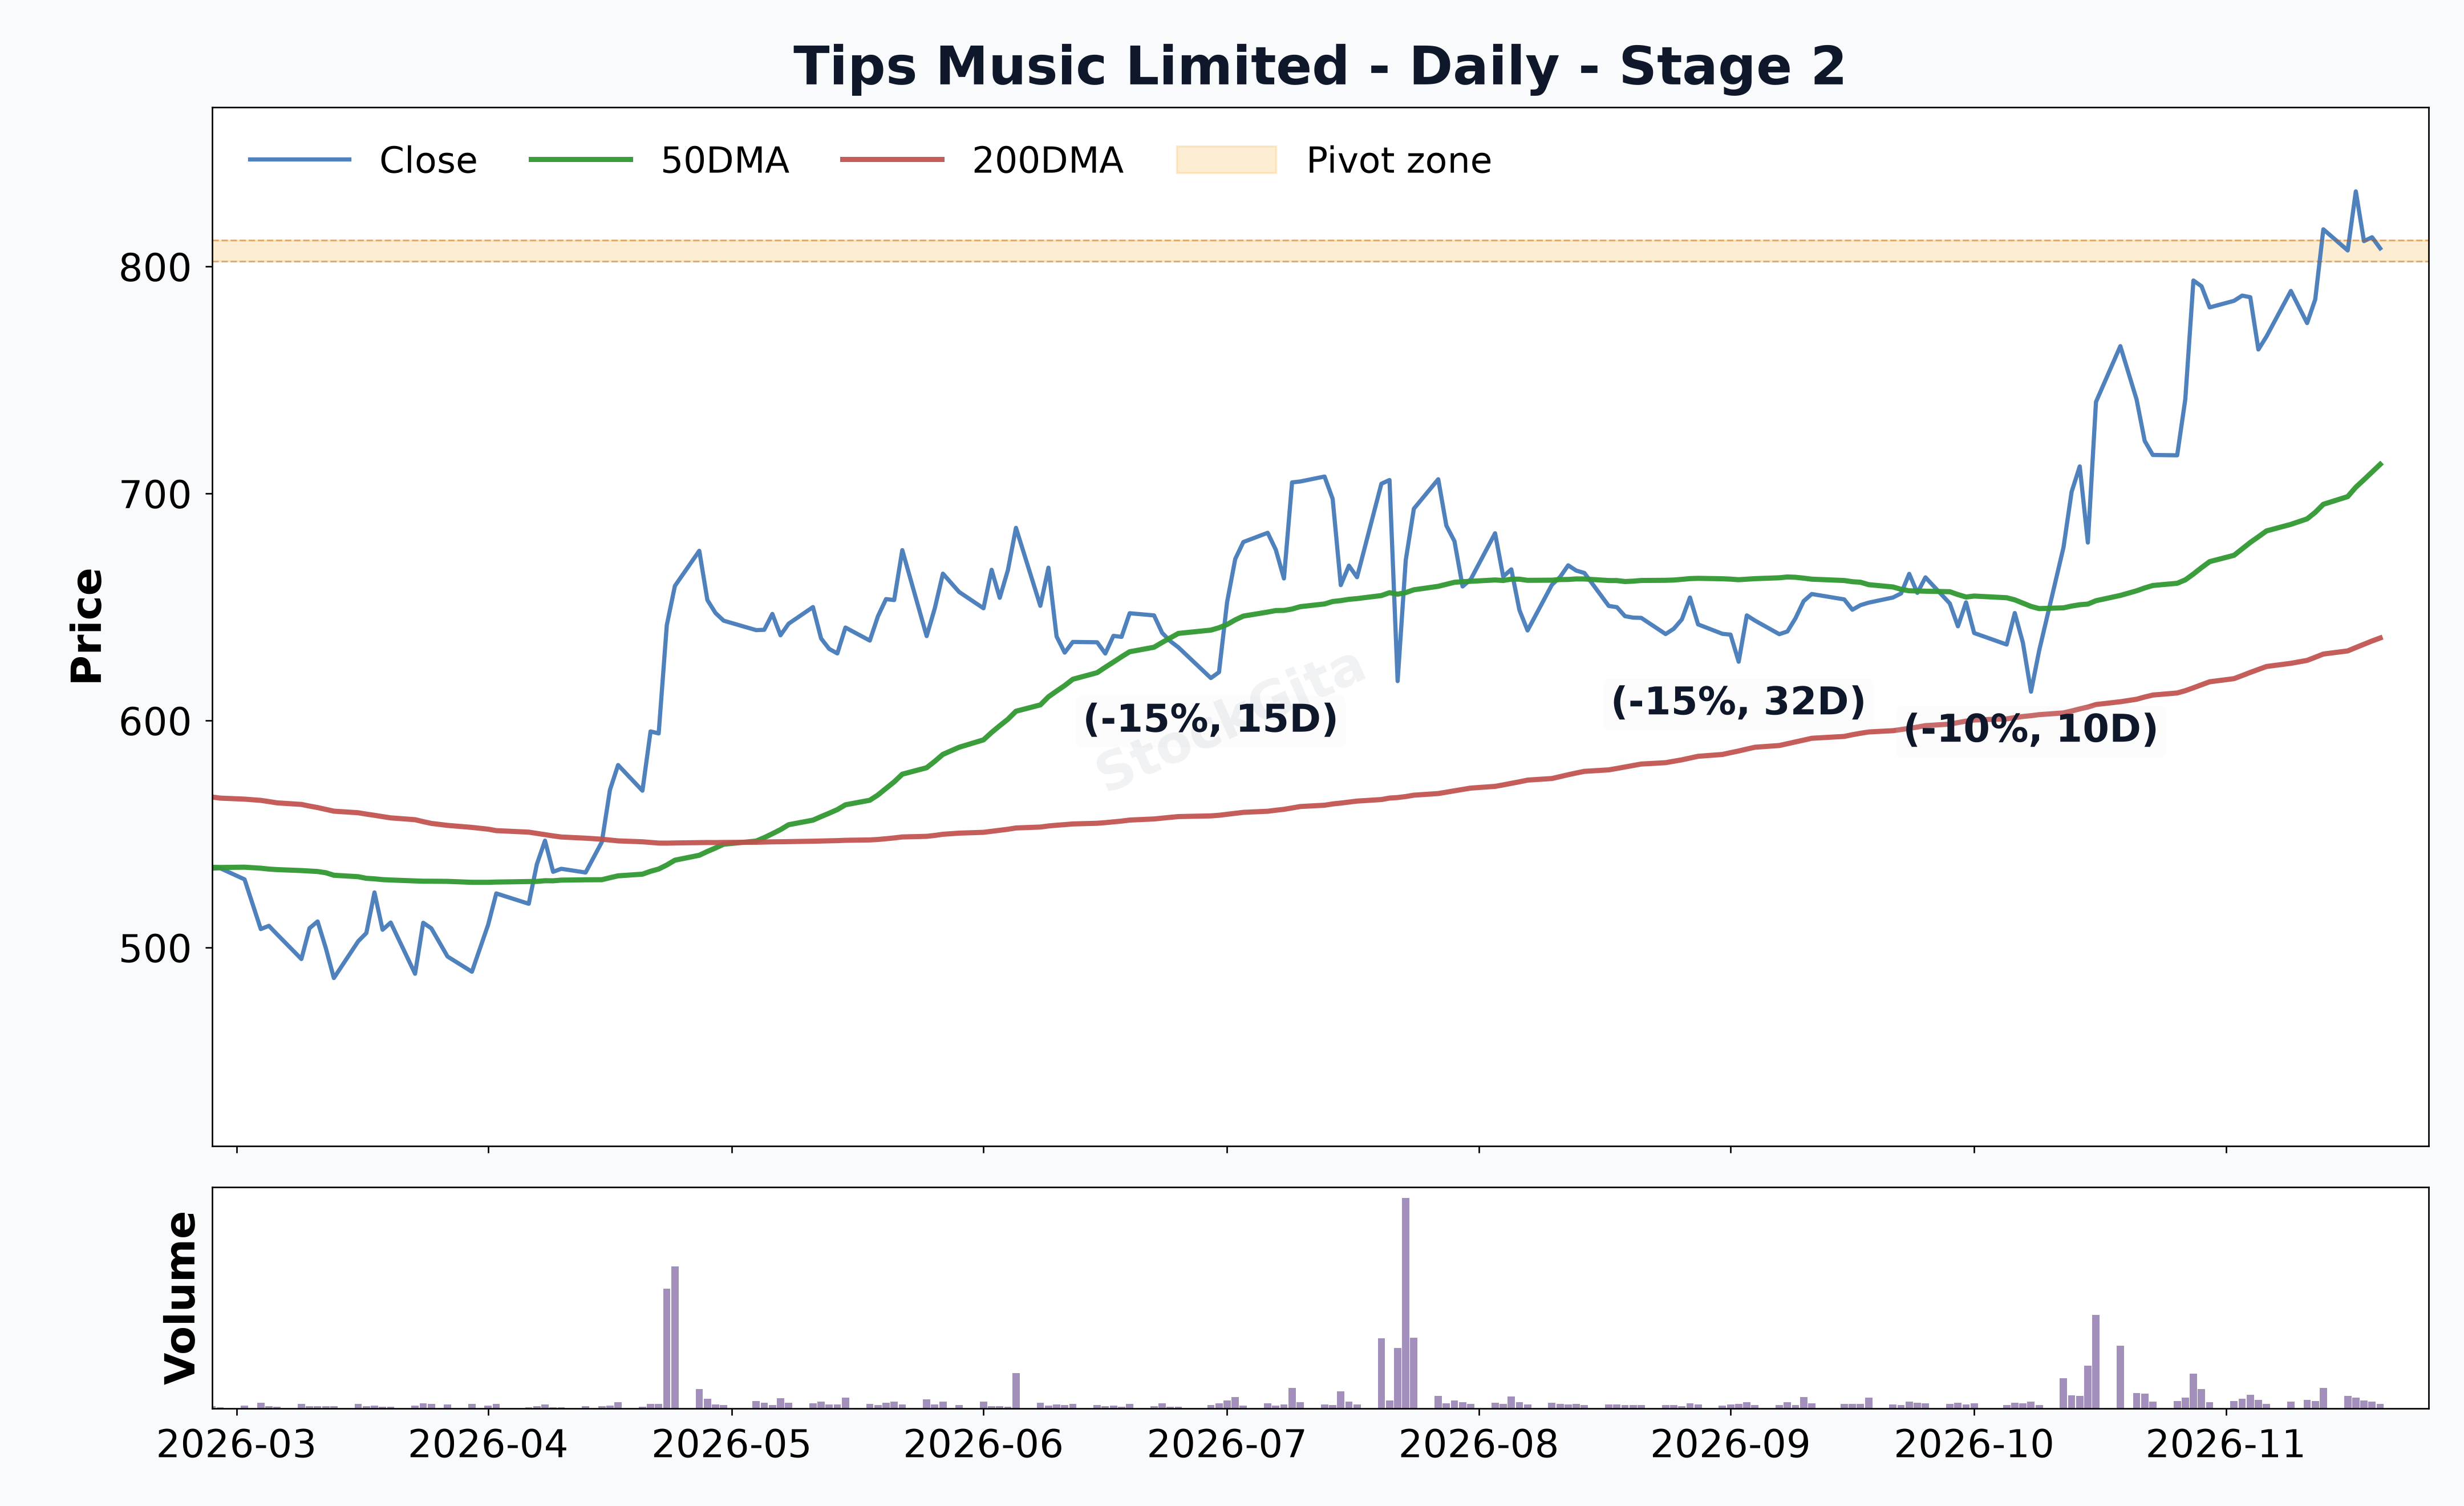 Tips Music Limited - Daily - Stage 2
Close 50DMA 200DMA Pivot zone
Price
800
700
600
500
(-15%, 15D)
(-15%, 32D)
(-10%, 10D)
StockGita
Volume
2026-03 2026-04 2026-05 2026-06 2026-07 2026-08 2026-09 2026-10 2026-11